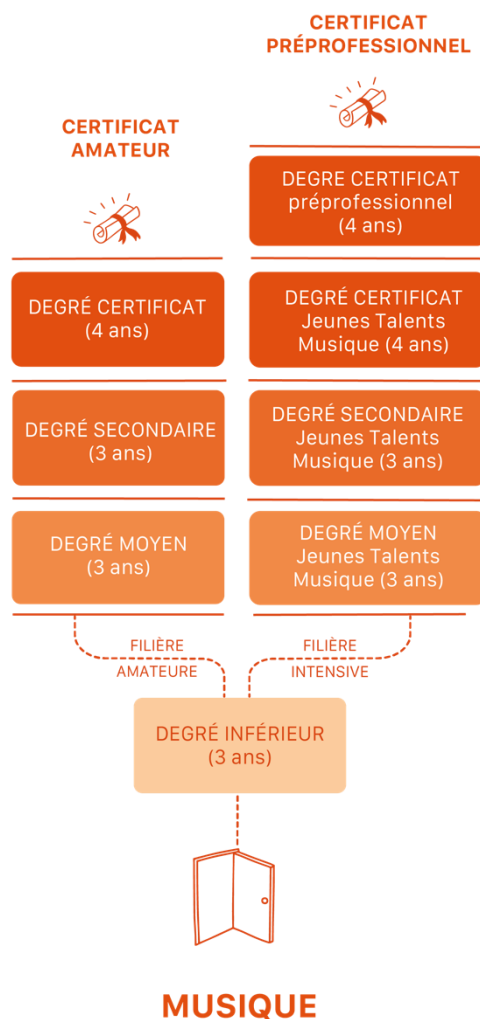 CERTIFICAT
PRÉPROFESSIONNEL
CERTIFICAT
AMATEUR
DEGRE CERTIFICAT
préprofessionnel
(4 ans)
DEGRÉ CERTIFICAT
(4 ans)
DEGRÉ CERTIFICAT
Jeunes Talents
Musique (4 ans)
DEGRÉ SECONDAIRE
(3 ans)
DEGRÉ SECONDAIRE
Jeunes Talents
Musique (3 ans)
DEGRÉ MOYEN
(3 ans)
DEGRÉ MOYEN
Jeunes Talents
Musique (3 ans)
FILIÈRE
AMATEURE
FILIÈRE
INTENSIVE
DEGRÉ INFÉRIEUR
(3 ans)
MUSIQUE